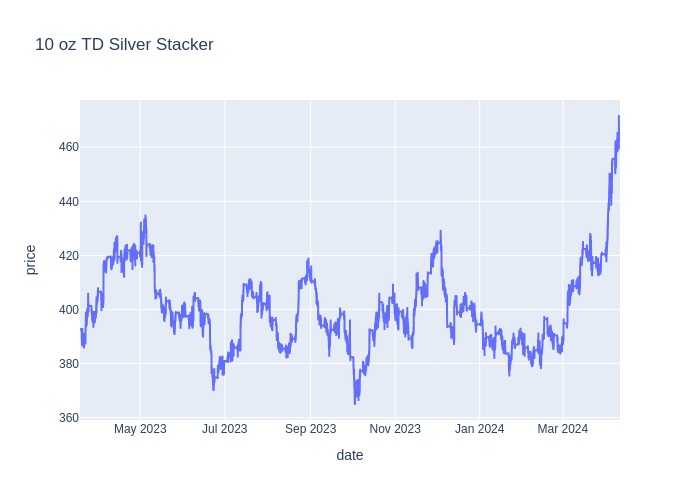 10 oz TD Silver Stacker
price
460
440
420
400
380
360
May 2023
Jul 2023
Sep 2023
Nov 2023
Jan 2024
Mar 2024
date